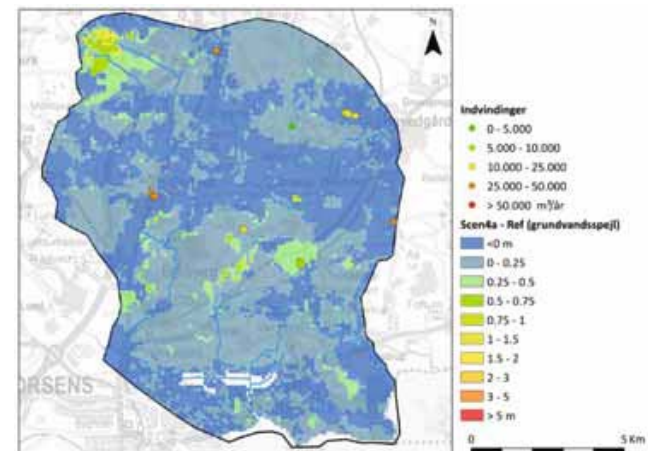 N
ORSENS
Indvindinger
0 - 5.000
5.000 - 10.000
10.000 - 25.000
25.000 - 50.000
> 50.000 m³/år
Scen4a - Ref (grundvandsspejl)
<0 m
0 - 0.25
0.25 - 0.5
0.5 - 0.75
0.75 - 1
1 - 1.5
1.5 - 2
2 - 3
3 - 5
> 5 m
0 5 Km